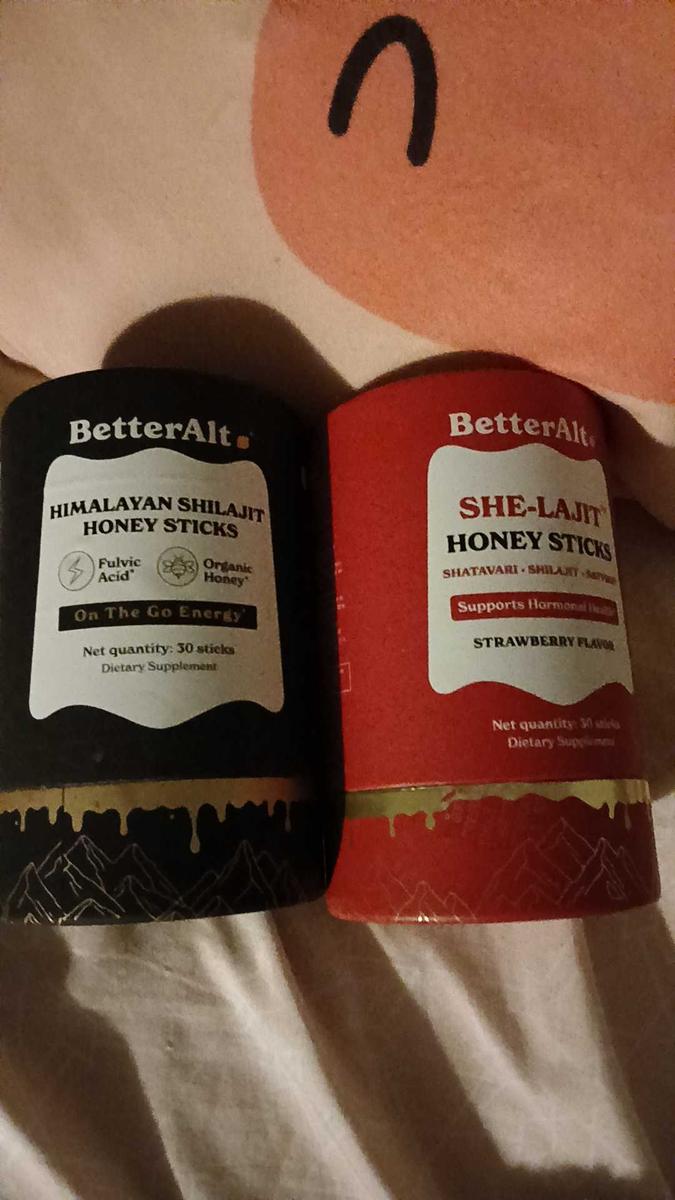 BetterAlt
HIMALAYAN SHILAJIT
HONEY STICKS
Fulvic
Acid*
Organic
Honey*
On The Go Energy*
Net quantity: 30 sticks
Dietary Supplement
BetterAlt
SHE-LAJIT
HONEY STICKS
SHATAVARI • SHILAJIT •
Supports Hormonal Health
STRAWBERRY FLAVOR
Net quantity: 30 sticks
Dietary Supplement